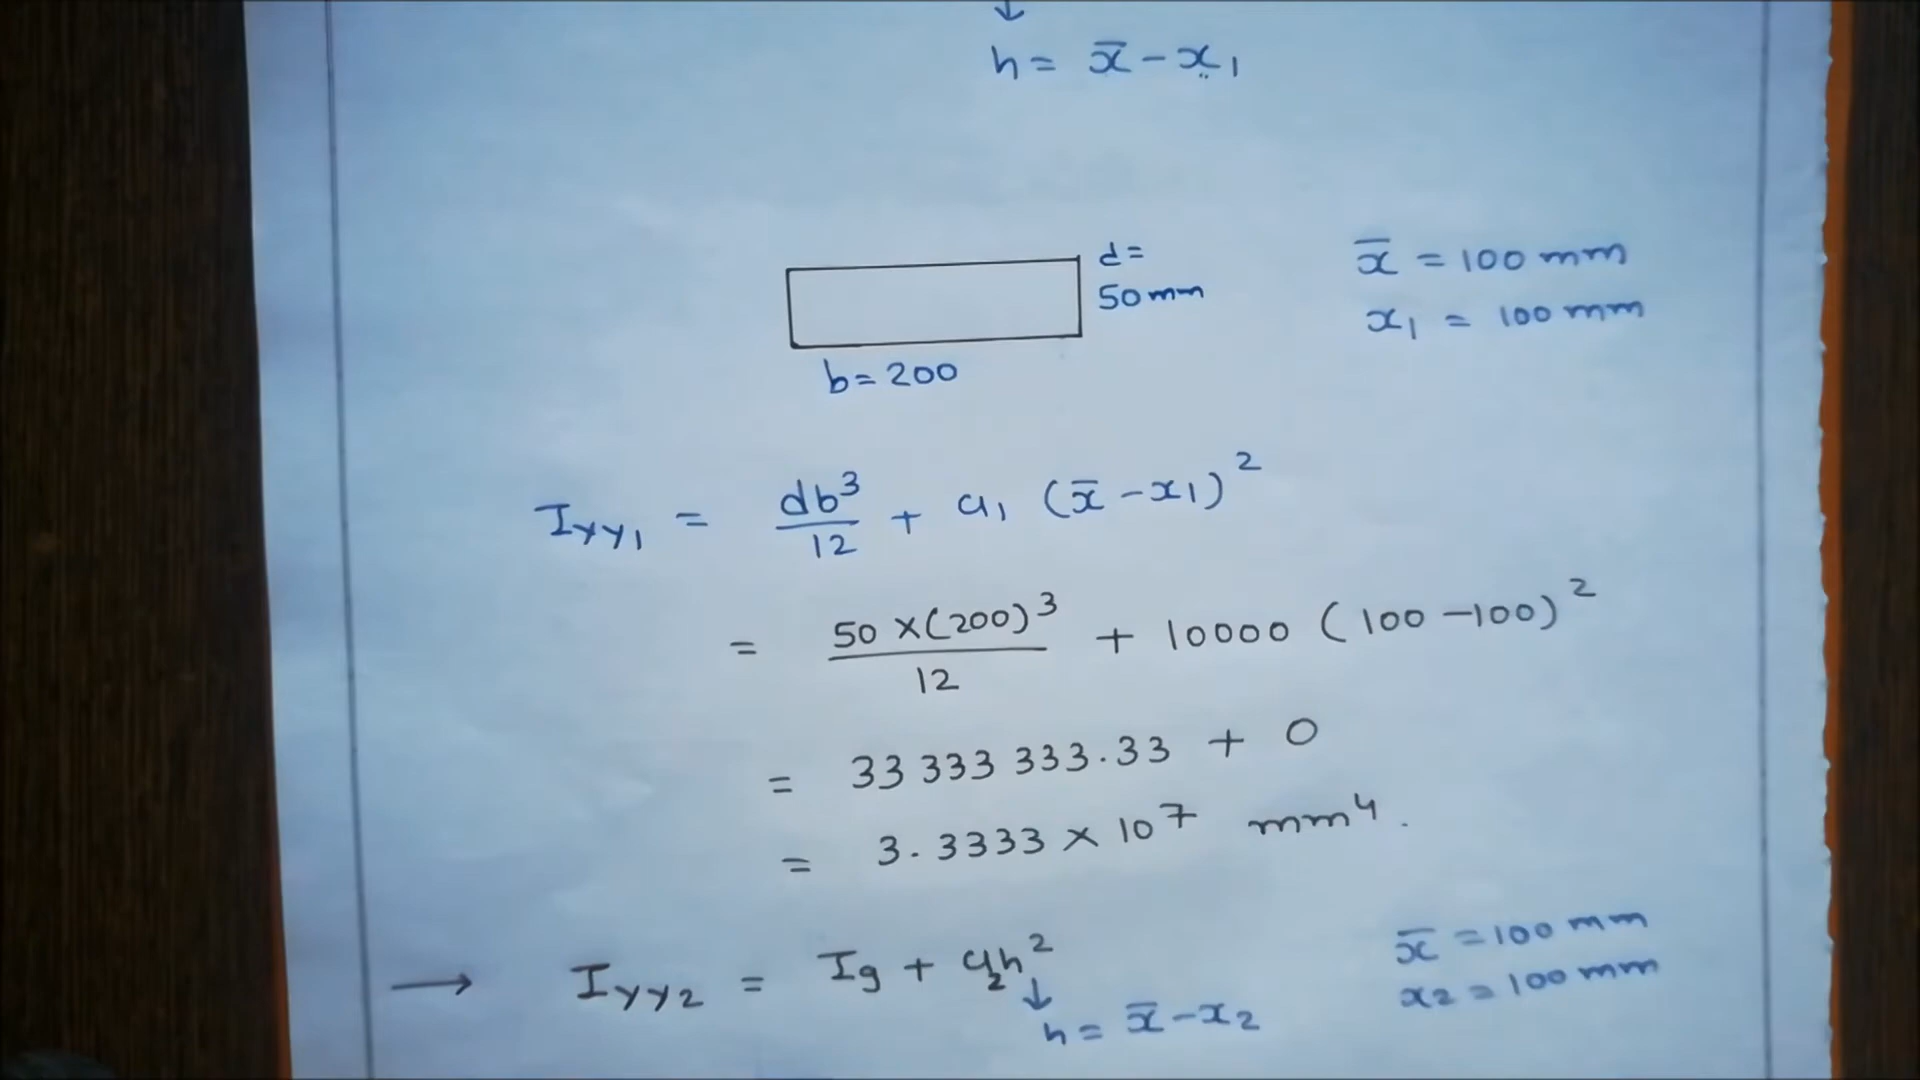 ↓
h = x̄ - x₁
d =
50 mm
b = 200
x̄ = 100 mm
x₁ = 100 mm
Iyy₁ = db³/12 + a₁ (x̄ - x₁)²
= 50 × (200)³/12 + 10000 (100 - 100)²
= 33 333 333.33 + 0
= 3.3333 × 10⁷ mm⁴.
→ Iyy₂ = Ig + a₂h²
↓
h = x̄ - x₂
x̄ = 100 mm
x₂ = 100 mm